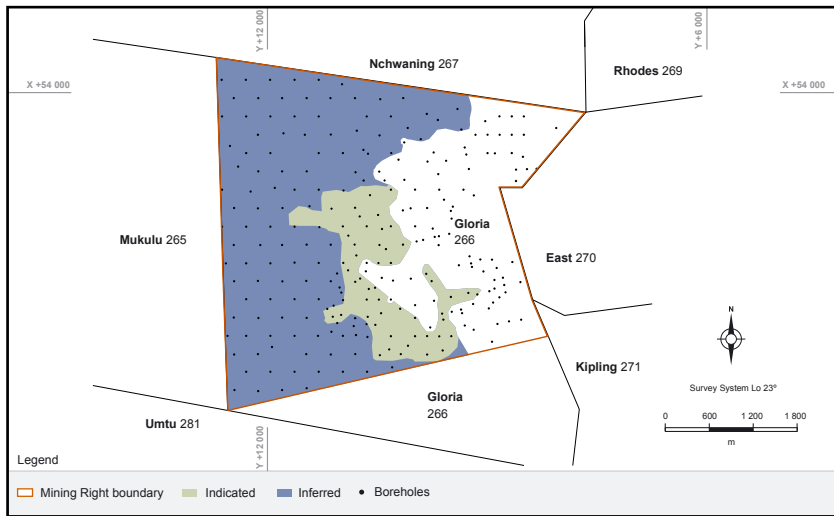 Y +12 000
Y +6 000
Nchwaning 267
Rhodes 269
X +54 000
X +54 000
Gloria
266
Mukulu 265
East 270
N
Kipling 271
Survey System Lo 23º
Gloria
266
0 600 1 200 1 800
m
Umtu 281
Y +12 000
Legend
Mining Right boundary Indicated Inferred Boreholes